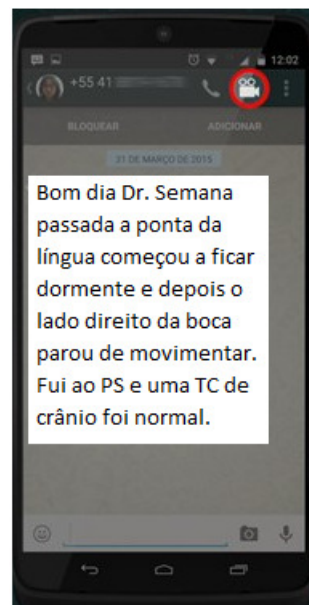 12:02
+55 41
BLOQUEAR
ADICIONAR
31 DE MARÇO DE 2015
Bom dia Dr. Semana
passada a ponta da
língua começou a ficar
dormente e depois o
lado direito da boca
parou de movimentar.
Fui ao PS e uma TC de
crânio foi normal.